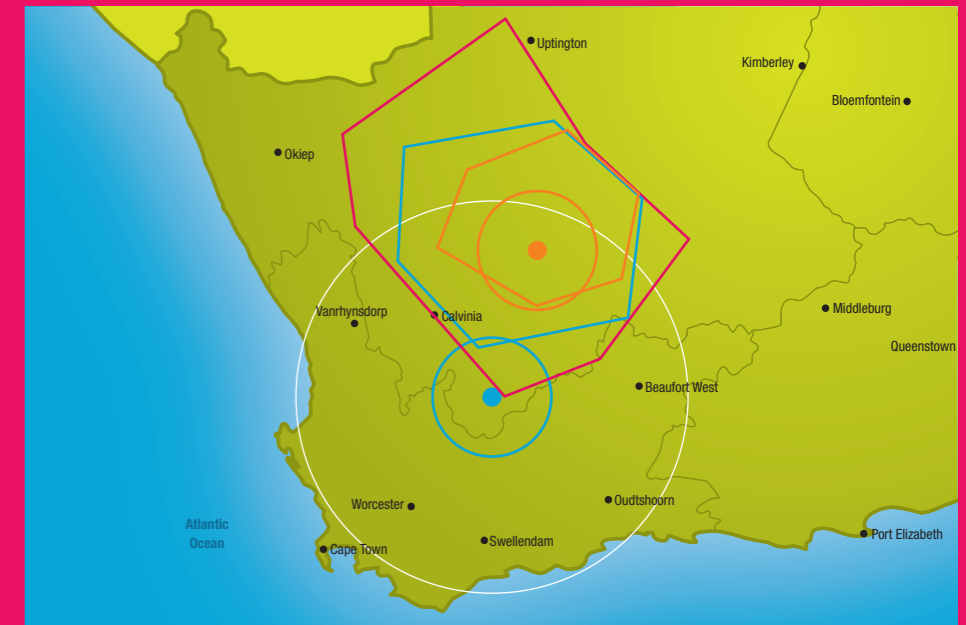 Uptington
Kimberley
Bloemfontein
Okiep
Vanrhynsdorp
Calvinia
Middleburg
Queenstown
Beaufort West
Worcester
Oudtshoorn
Atlantic
Ocean
Cape Town
Swellendam
Port Elizabeth